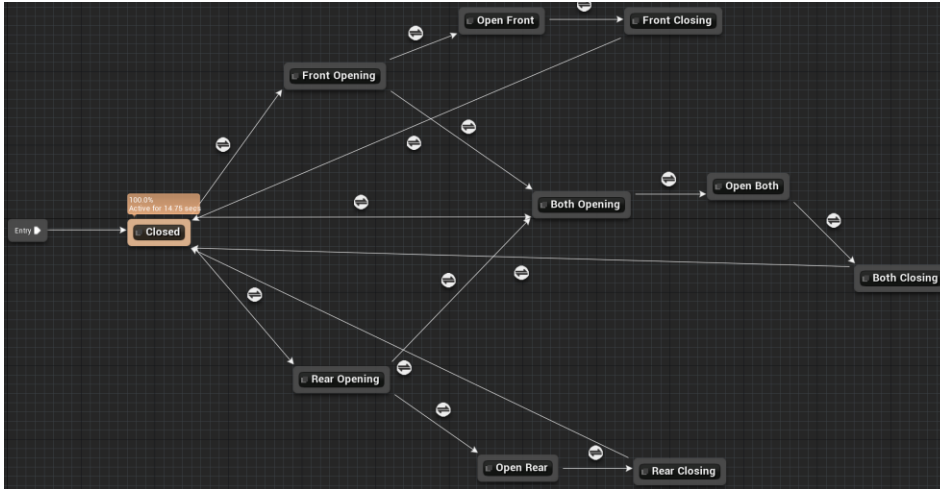 Open Front
Front Closing
Front Opening
100.0%
Active for 14.75 secs
Closed
Entry
Both Opening
Open Both
Both Closing
Rear Opening
Open Rear
Rear Closing